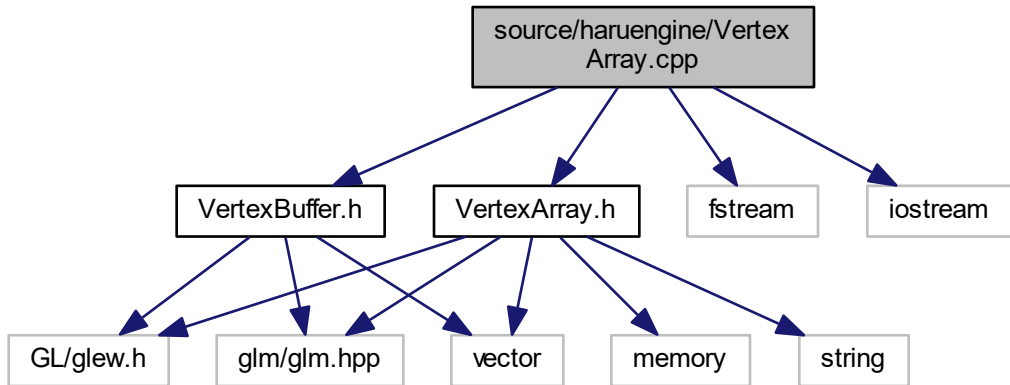 source/haruengine/Vertex
Array.cpp
VertexBuffer.h
VertexArray.h
fstream
iostream
GL/glew.h
glm/glm.hpp
vector
memory
string